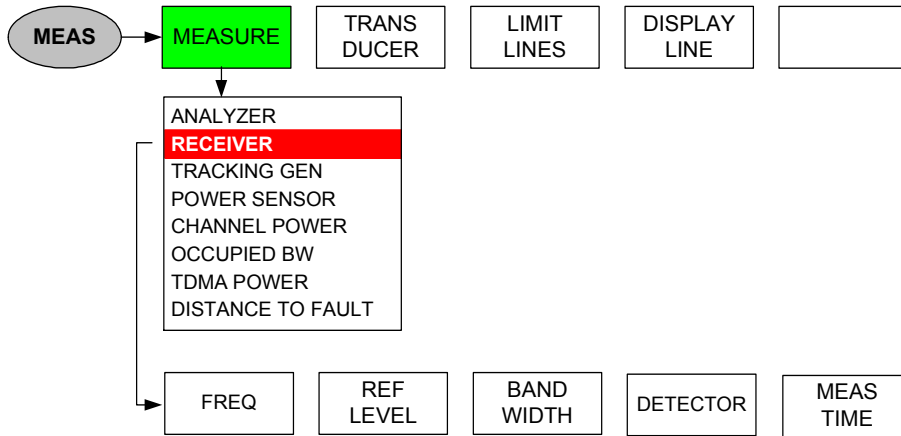 MEAS
MEASURE
TRANS
DUCER
LIMIT
LINES
DISPLAY
LINE
ANALYZER
RECEIVER
TRACKING GEN
POWER SENSOR
CHANNEL POWER
OCCUPIED BW
TDMA POWER
DISTANCE TO FAULT
FREQ
REF
LEVEL
BAND
WIDTH
DETECTOR
MEAS
TIME